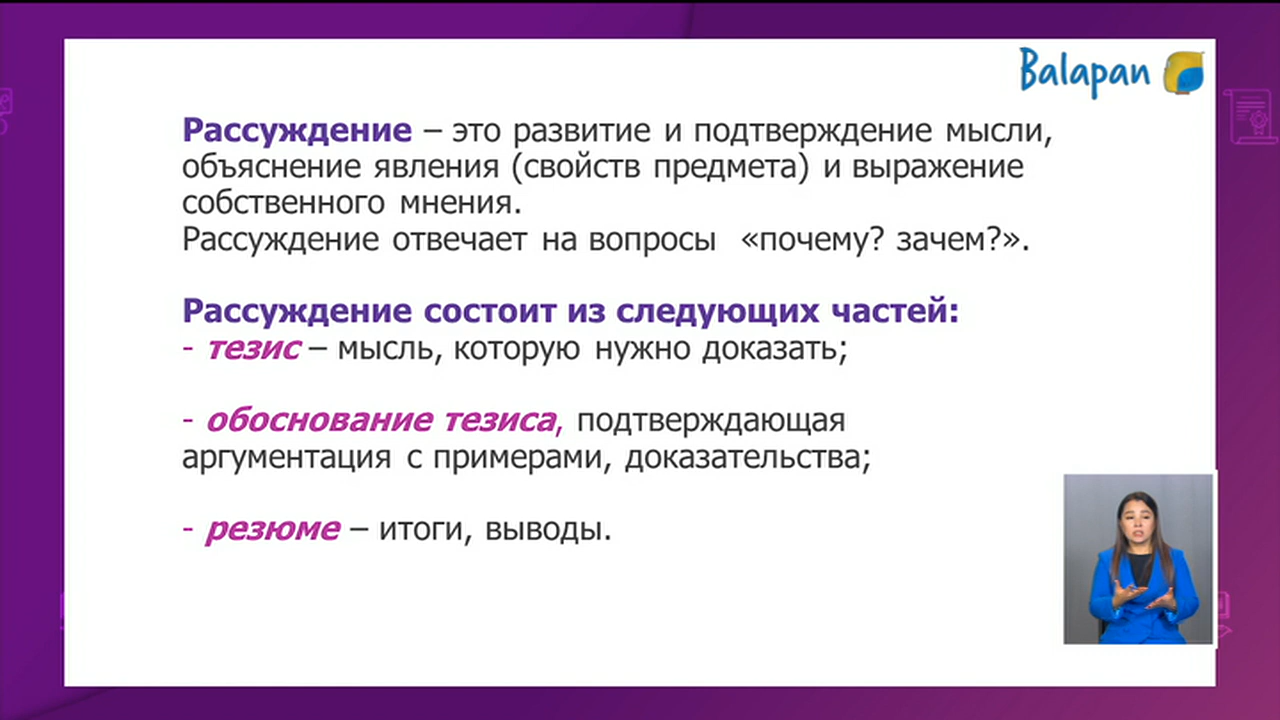 Balapan
Рассуждение – это развитие и подтверждение мысли,
объяснение явления (свойств предмета) и выражение
собственного мнения.
Рассуждение отвечает на вопросы «почему? зачем?».
Рассуждение состоит из следующих частей:
- тезис – мысль, которую нужно доказать;
- обоснование тезиса, подтверждающая
аргументация с примерами, доказательства;
- резюме – итоги, выводы.